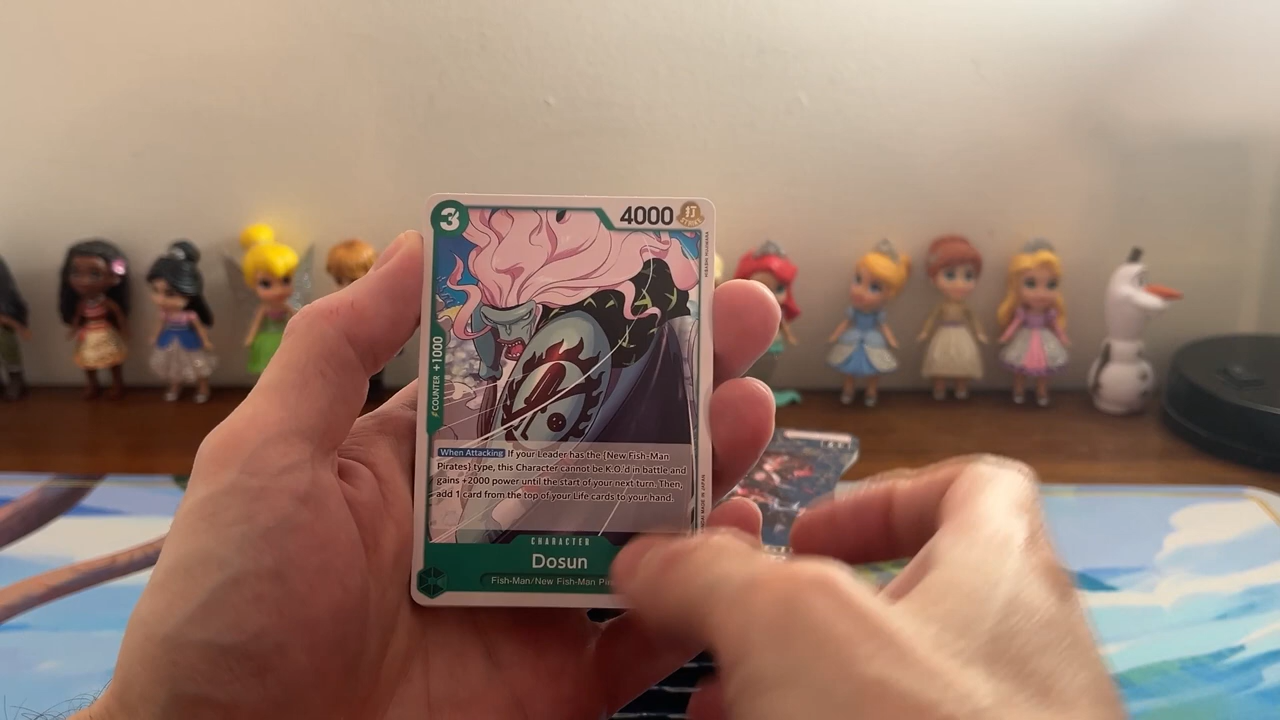 3
4000 打
COUNTER +1000
When Attacking If your Leader has the {New Fish-Man
Pirates} type, this Character cannot be K.O.'d in battle and
gains +2000 power until the start of your next turn. Then,
add 1 card from the top of your Life cards to your hand.
CHARACTER
Dosun
Fish-Man/New Fish-Man